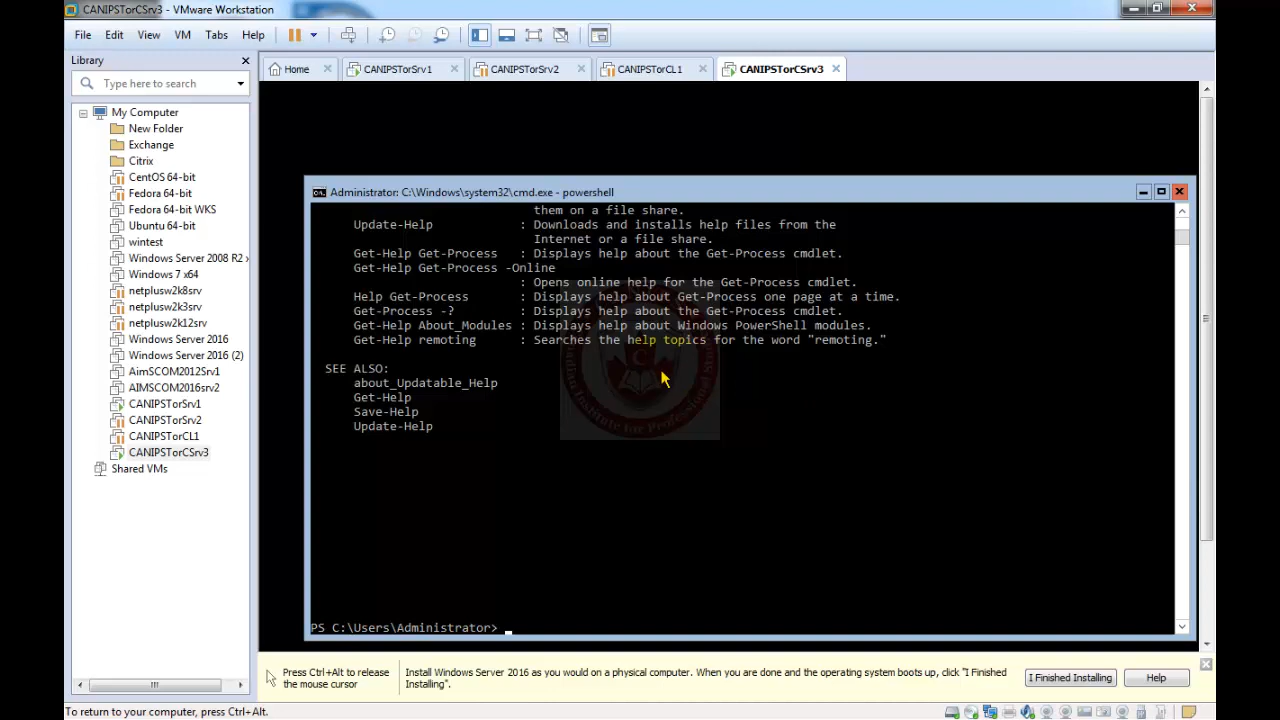 CANIPSTorCSrv3 - VMware Workstation
File Edit View VM Tabs Help
Library
Type here to search
Home CANIPSTorSrv1 CANIPSTorSrv2 CANIPSTorCL1 CANIPSTorCSrv3
My Computer
New Folder
Exchange
Citrix
CentOS 64-bit
Fedora 64-bit
Fedora 64-bit WKS
Ubuntu 64-bit
wintest
Windows Server 2008 R2 x
Windows 7 x64
netplusw2k8srv
netplusw2k3srv
netplusw2k12srv
Windows Server 2016
Windows Server 2016 (2)
AimSCOM2012Srv1
AIMSCOM2016srv2
CANIPSTorSrv1
CANIPSTorSrv2
CANIPSTorCL1
CANIPSTorCSrv3
Shared VMs
Administrator: C:\Windows\system32\cmd.exe - powershell
them on a file share.
Update-Help : Downloads and installs help files from the
Internet or a file share.
Get-Help Get-Process : Displays help about the Get-Process cmdlet.
Get-Help Get-Process -Online
: Opens online help for the Get-Process cmdlet.
Help Get-Process : Displays help about Get-Process one page at a time.
Get-Process -? : Displays help about the Get-Process cmdlet.
Get-Help About_Modules : Displays help about Windows PowerShell modules.
Get-Help remoting : Searches the help topics for the word "remoting."
SEE ALSO:
about_Updatable_Help
Get-Help
Save-Help
Update-Help
PS C:\Users\Administrator>
Press Ctrl+Alt to release
the mouse cursor
Install Windows Server 2016 as you would on a physical computer. When you are done and the operating system boots up, click "I Finished
Installing".
I Finished Installing Help
To return to your computer, press Ctrl+Alt.